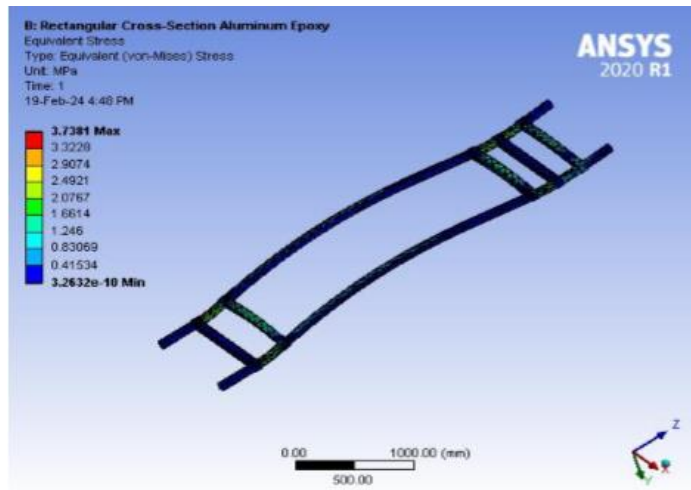 B: Rectangular Cross-Section Aluminum Epoxy
Equivalent Stress
Type: Equivalent (von-Mises) Stress
Unit: MPa
Time: 1
19-Feb-24 4:48 PM
ANSYS
2020 R1
3.7381 Max
3.3228
2.9074
2.4921
2.0767
1.6614
1.246
0.83069
0.41534
3.2632e-10 Min
0.00 1000.00 (mm)
500.00
Z
X
Y